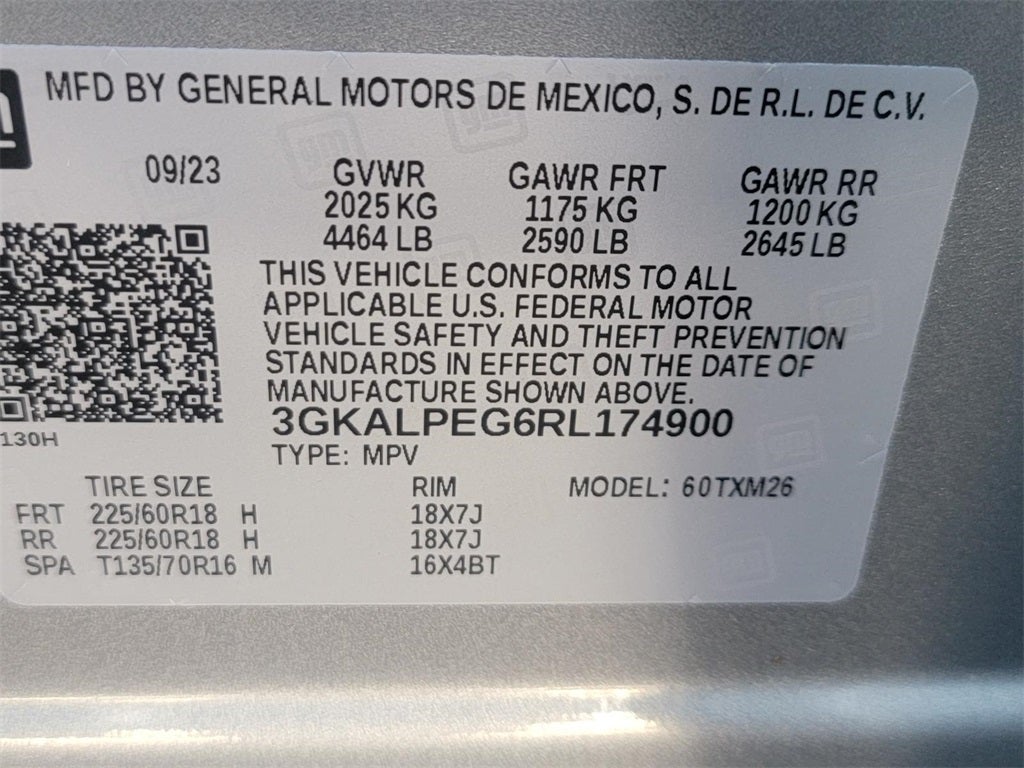 MFD BY GENERAL MOTORS DE MEXICO, S. DE R.L. DE C.V.
09/23 GVWR GAWR FRT GAWR RR
2025 KG 1175 KG 1200 KG
4464 LB 2590 LB 2645 LB
THIS VEHICLE CONFORMS TO ALL
APPLICABLE U.S. FEDERAL MOTOR
VEHICLE SAFETY AND THEFT PREVENTION
STANDARDS IN EFFECT ON THE DATE OF
MANUFACTURE SHOWN ABOVE.
3GKALPEG6RL174900
130H
TYPE: MPV
TIRE SIZE RIM MODEL: 60TXM26
FRT 225/60R18 H 18X7J
RR 225/60R18 H 18X7J
SPA T135/70R16 M 16X4BT